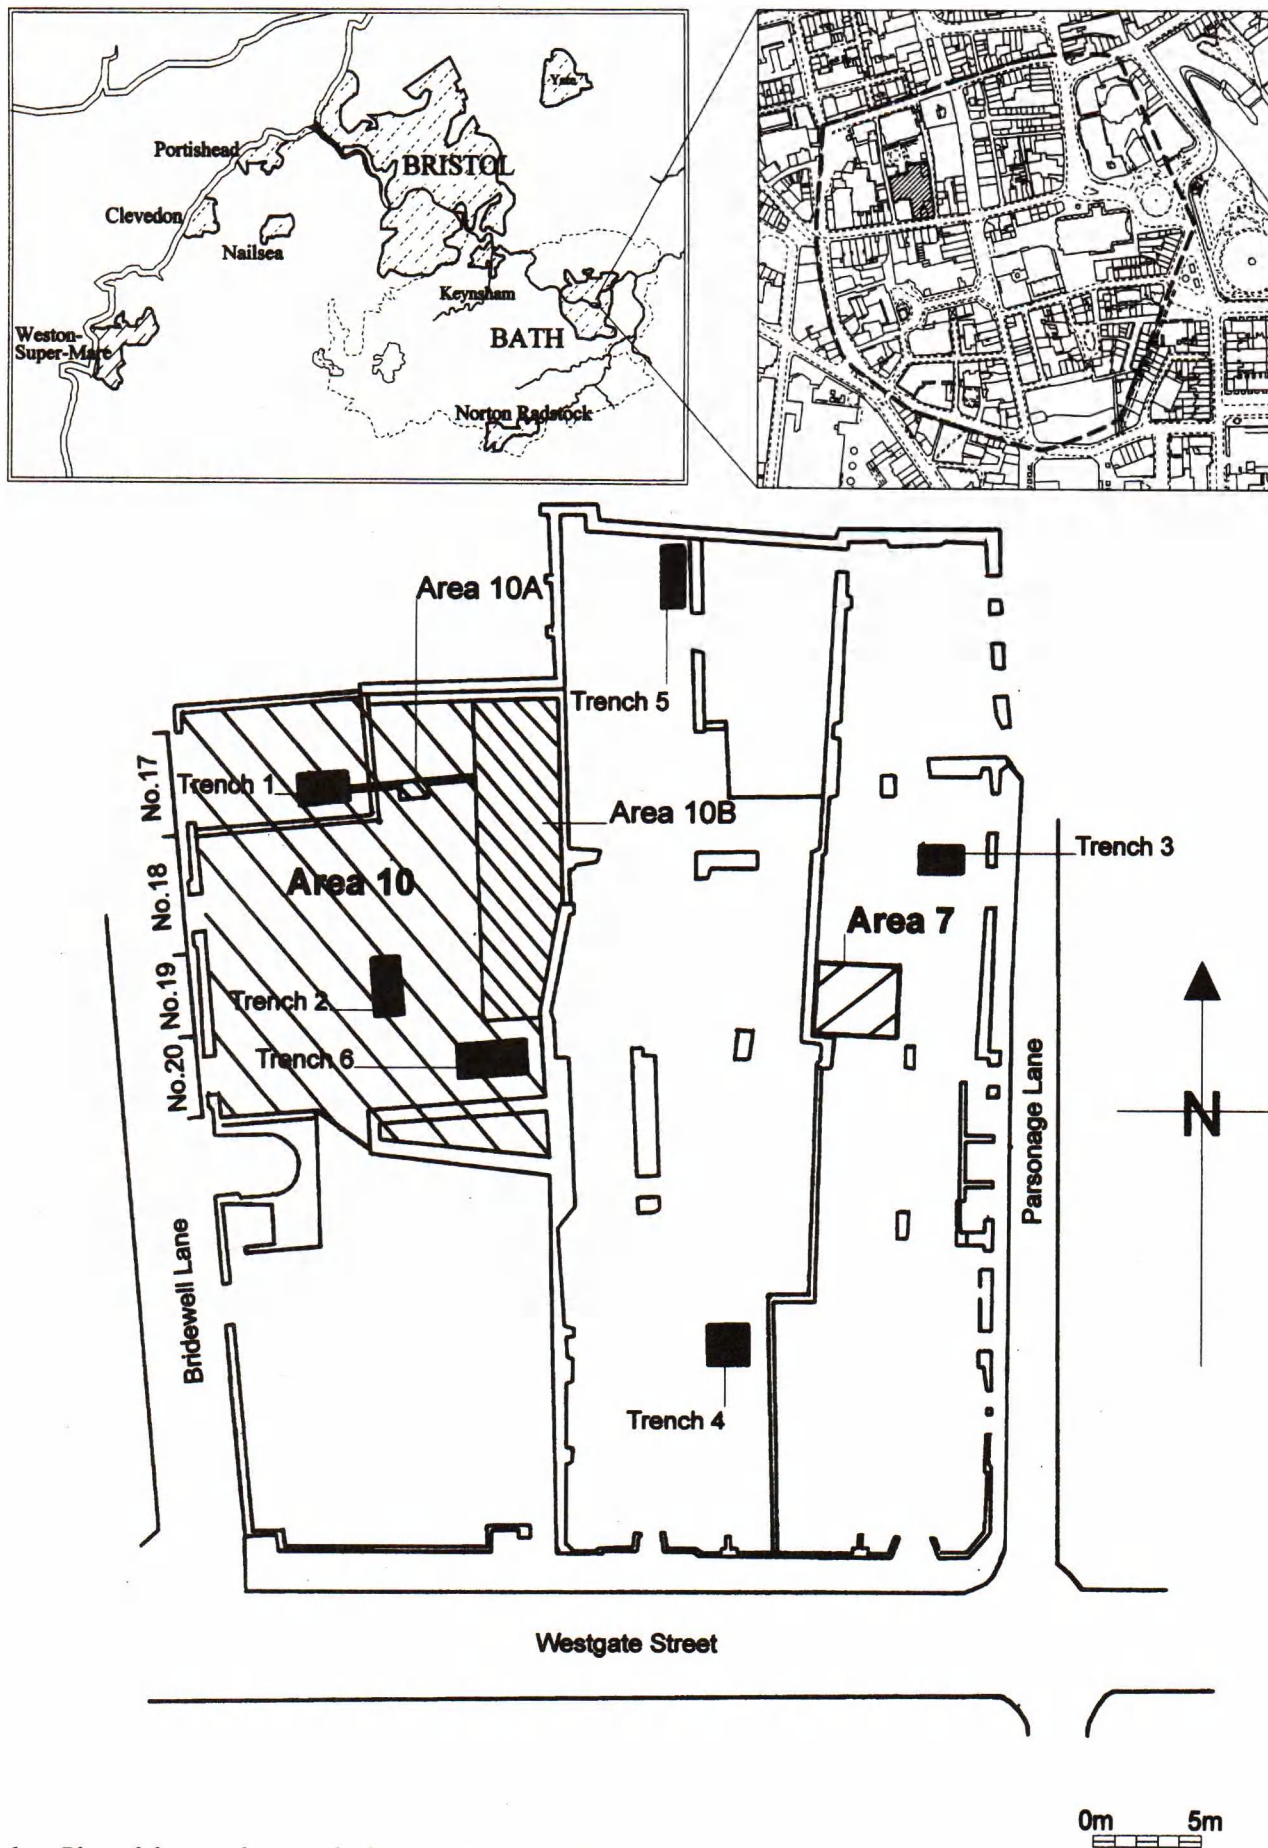 Yate
Portishead
BRISTOL
Clevedon
Nailsea
Keynsham
Weston-
Super-Mare
BATH
Norton Radstock
Area 10A
Trench 5
No.17
Trench 1
Area 10B
Trench 3
No.18
Area 10
Area 7
No.19
Trench 2
No.20
Trench 6
N
Parsonage Lane
Bridewell Lane
Trench 4
Westgate Street
0m 5m